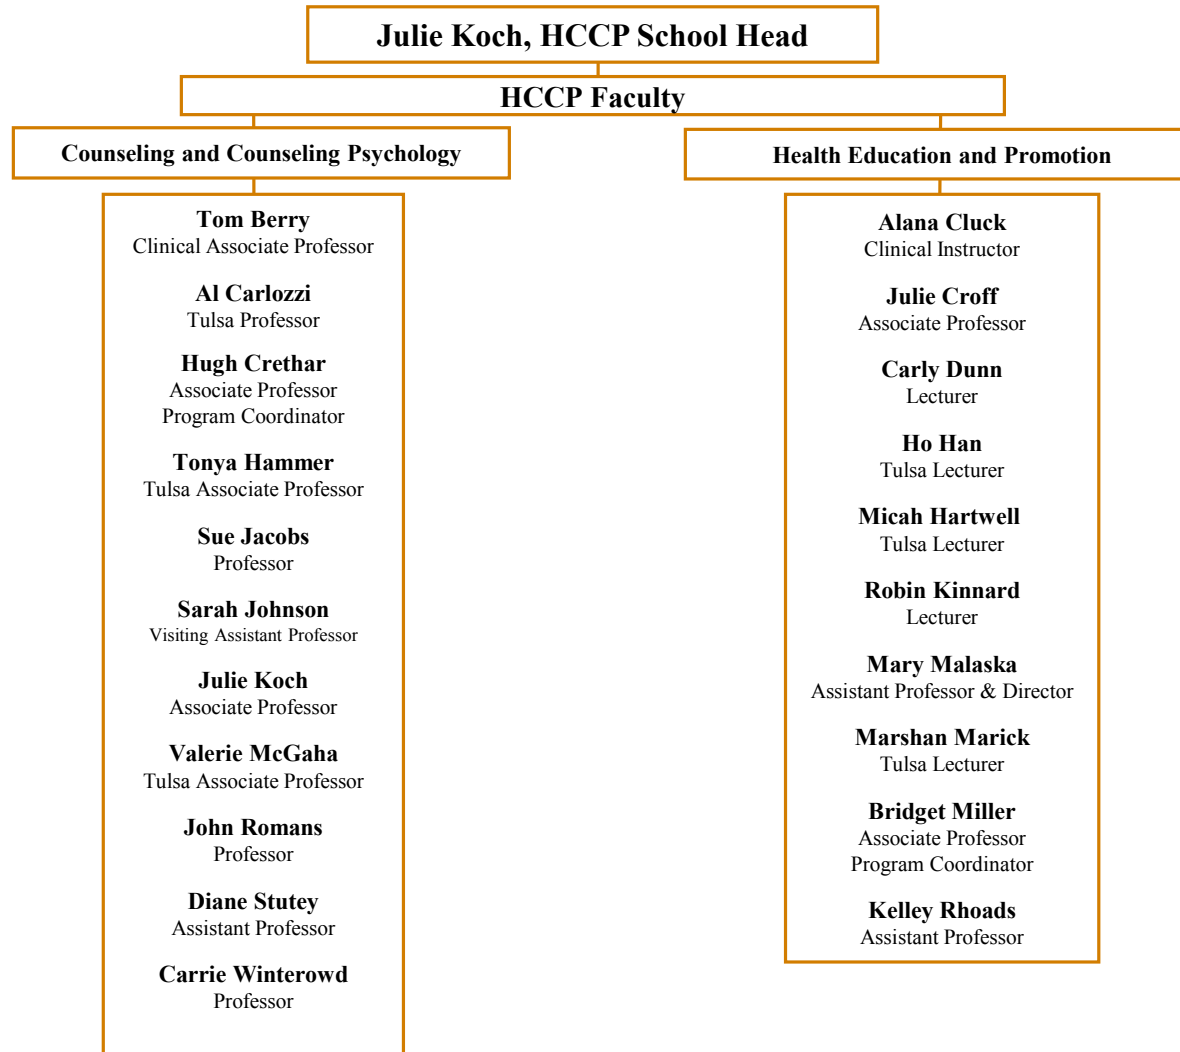 Julie Koch, HCCP School Head
HCCP Faculty
Counseling and Counseling Psychology
Tom Berry
Clinical Associate Professor
Al Carlozzi
Tulsa Professor
Hugh Crethar
Associate Professor
Program Coordinator
Tonya Hammer
Tulsa Associate Professor
Sue Jacobs
Professor
Sarah Johnson
Visiting Assistant Professor
Julie Koch
Associate Professor
Valerie McGaha
Tulsa Associate Professor
John Romans
Professor
Diane Stutey
Assistant Professor
Carrie Winterowd
Professor
Health Education and Promotion
Alana Cluck
Clinical Instructor
Julie Croff
Associate Professor
Carly Dunn
Lecturer
Ho Han
Tulsa Lecturer
Micah Hartwell
Tulsa Lecturer
Robin Kinnard
Lecturer
Mary Malaska
Assistant Professor & Director
Marshan Marick
Tulsa Lecturer
Bridget Miller
Associate Professor
Program Coordinator
Kelley Rhoads
Assistant Professor